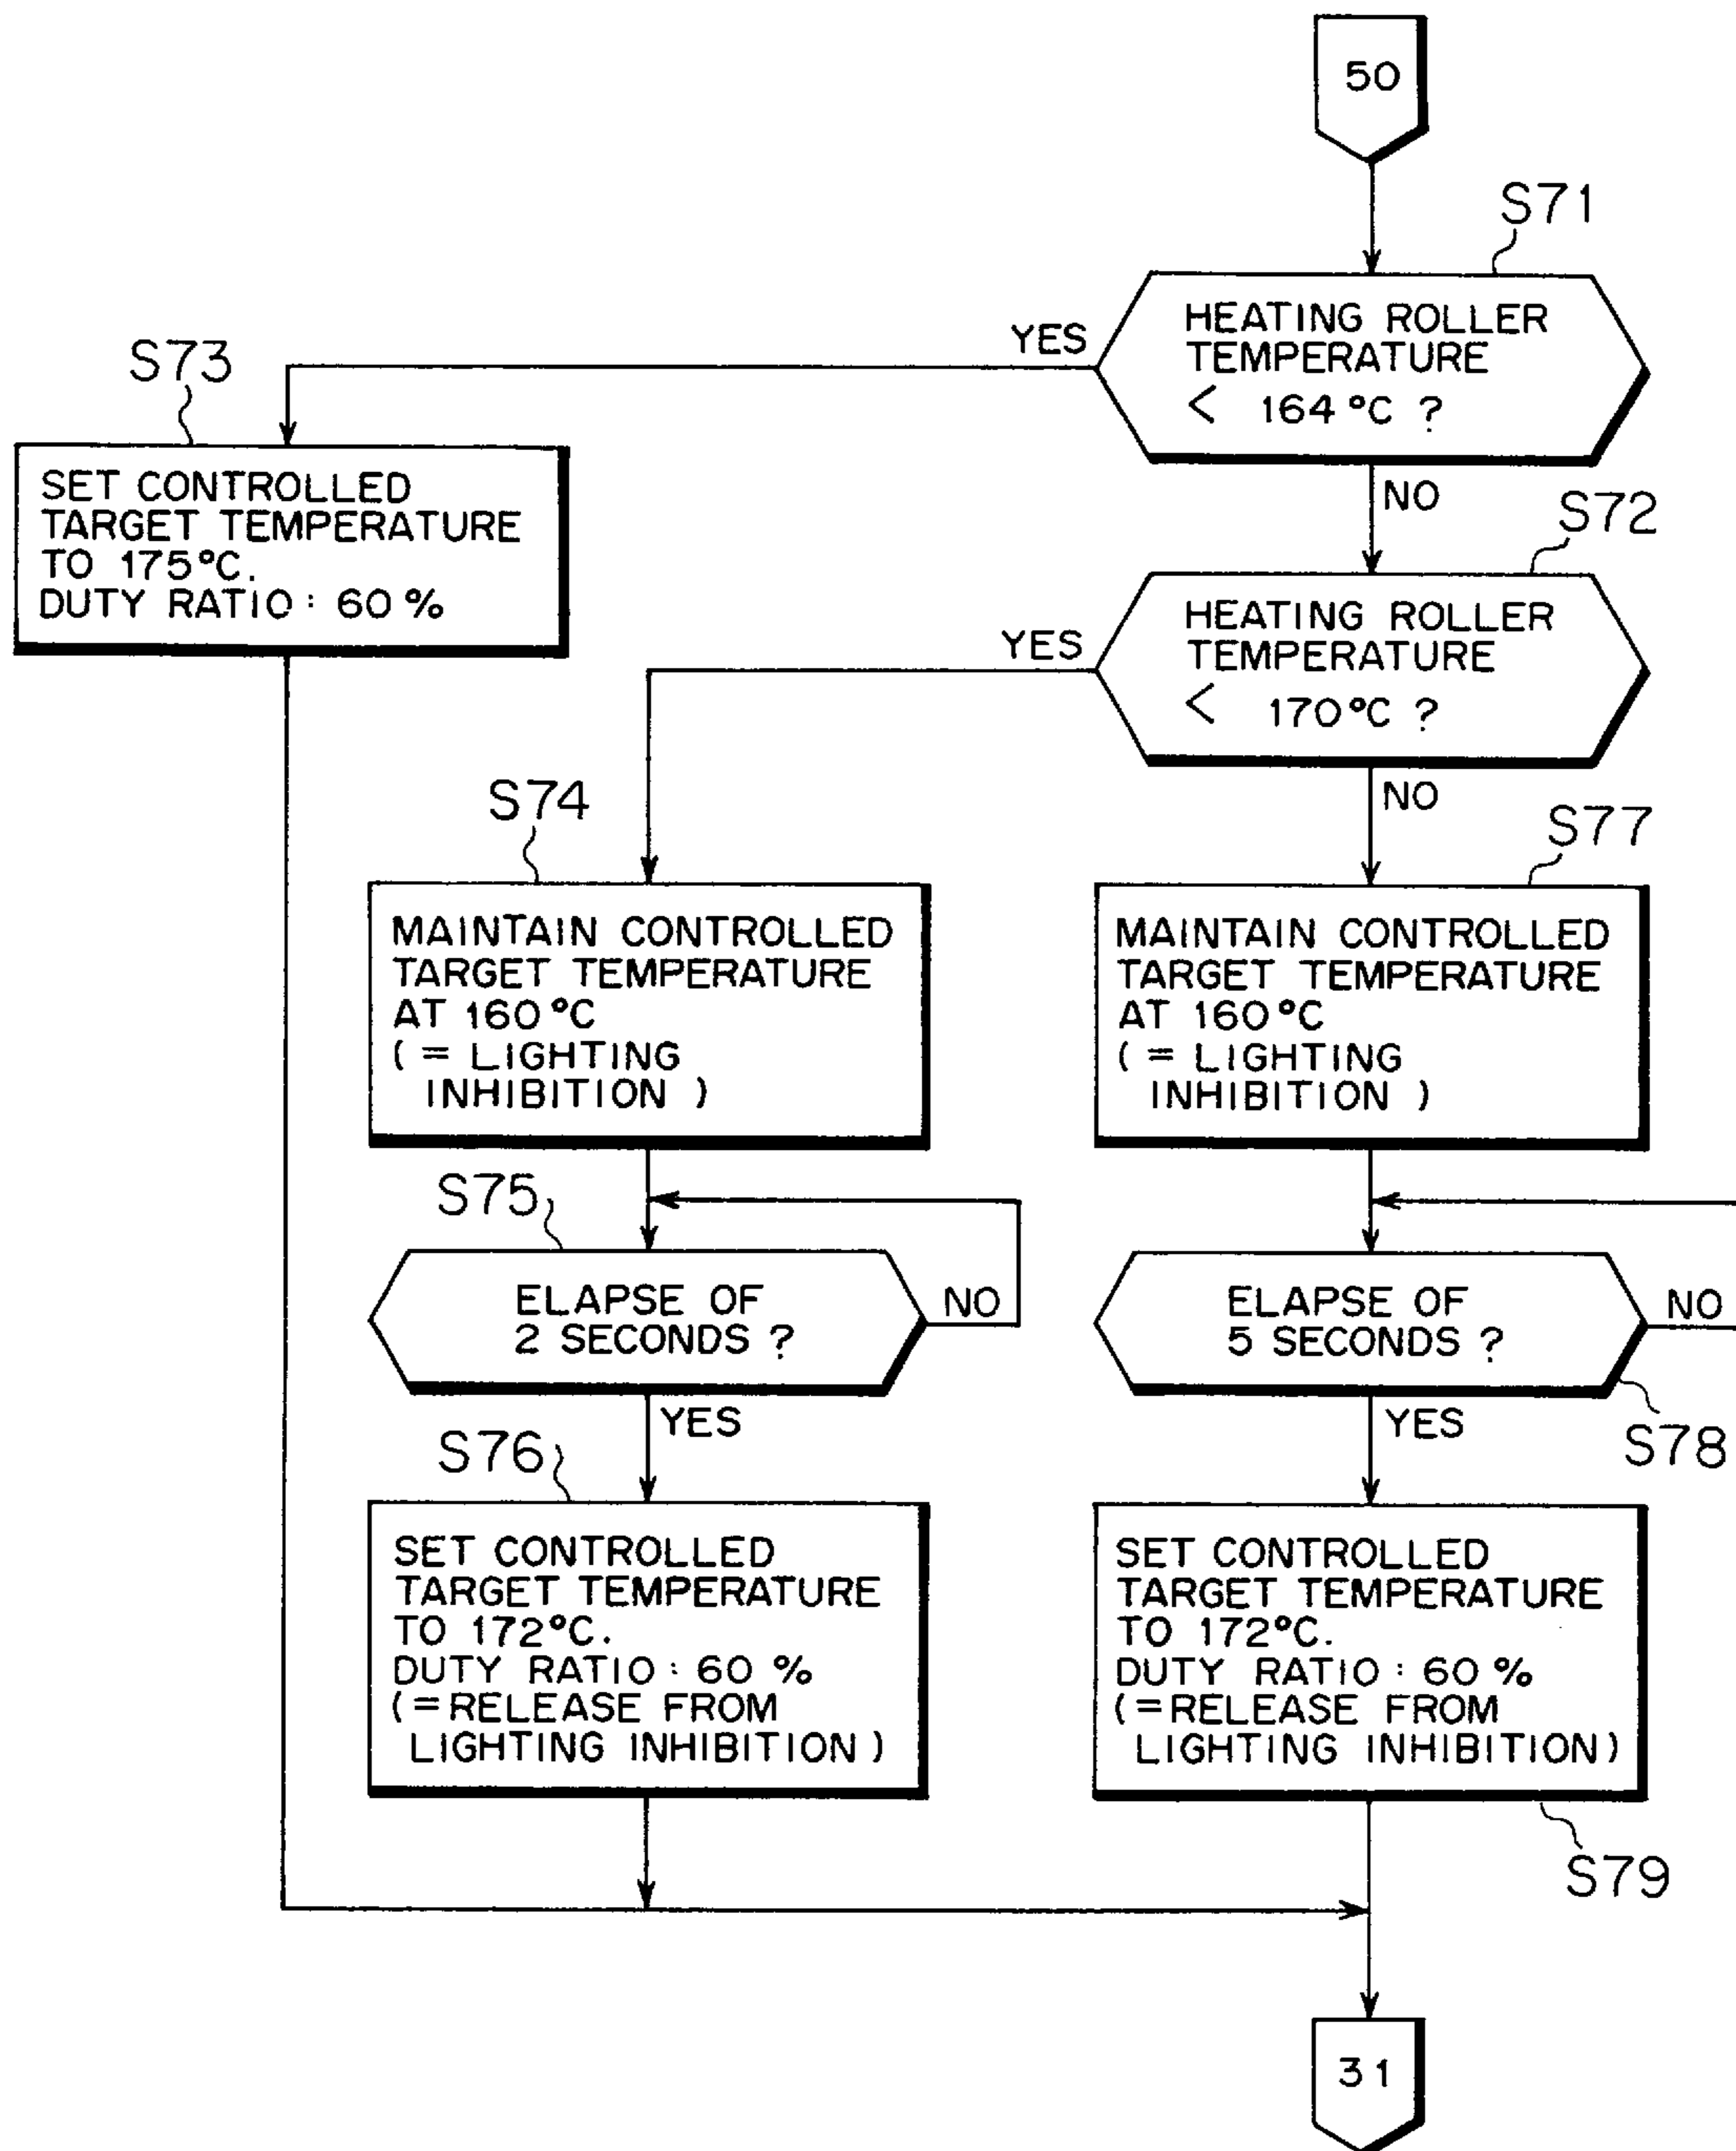 50
S71
HEATING ROLLER
TEMPERATURE
< 164°C ?
YES
NO
S73
SET CONTROLLED
TARGET TEMPERATURE
TO 175°C.
DUTY RATIO : 60 %
S72
HEATING ROLLER
TEMPERATURE
< 170°C ?
YES
NO
S74
MAINTAIN CONTROLLED
TARGET TEMPERATURE
AT 160°C
( = LIGHTING
INHIBITION )
S77
MAINTAIN CONTROLLED
TARGET TEMPERATURE
AT 160°C
( = LIGHTING
INHIBITION )
S75
ELAPSE OF
2 SECONDS ?
NO
YES
ELAPSE OF
5 SECONDS ?
NO
YES
S78
S76
SET CONTROLLED
TARGET TEMPERATURE
TO 172°C.
DUTY RATIO : 60 %
(=RELEASE FROM
LIGHTING INHIBITION )
SET CONTROLLED
TARGET TEMPERATURE
TO 172°C.
DUTY RATIO : 60 %
(=RELEASE FROM
LIGHTING INHIBITION )
S79
31